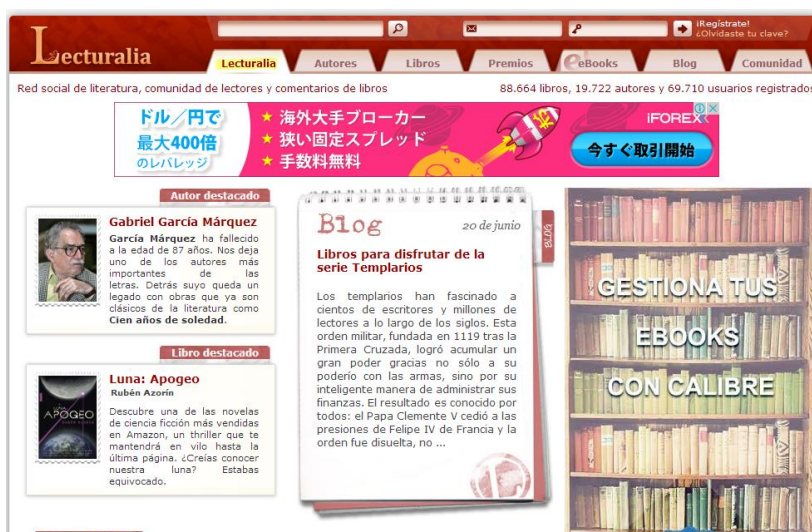 Lecturalia
¡Regístrate!
¿Olvidaste tu clave?
Lecturalia
Autores
Libros
Premios
eBooks
Blog
Comunidad
Red social de literatura, comunidad de lectores y comentarios de libros
88.664 libros, 19.722 autores y 69.710 usuarios registrados
ドル／円で
最大400倍
のレバレッジ
★ 海外大手ブローカー
★ 狭い固定スプレッド
★ 手数料無料
iFOREX
今すぐ取引開始
Autor destacado
Gabriel García Márquez
García Márquez ha fallecido
a la edad de 87 años. Nos deja
uno de los autores más
importantes de las
letras. Detrás suyo queda un
legado con obras que ya son
clásicos de la literatura como
Cien años de soledad.
Libro destacado
Luna: Apogeo
Rubén Azorín
APOGEO
Descubre una de las novelas
de ciencia ficción más vendidas
en Amazon, un thriller que te
mantendrá en vilo hasta la
última página. ¿Creías conocer
nuestra luna? Estabas
equivocado.
Blog
20 de junio
BLOG
Libros para disfrutar de la
serie Templarios
Los templarios han fascinado a
cientos de escritores y millones de
lectores a lo largo de los siglos. Esta
orden militar, fundada en 1119 tras la
Primera Cruzada, logró acumular un
gran poder gracias no sólo a su
poderío con las armas, sino por su
inteligente manera de administrar sus
finanzas. El resultado es conocido por
todos: el Papa Clemente V cedió a las
presiones de Felipe IV de Francia y la
orden fue disuelta, no ...
GESTIONA TUS
EBOOKS
CON CALIBRE